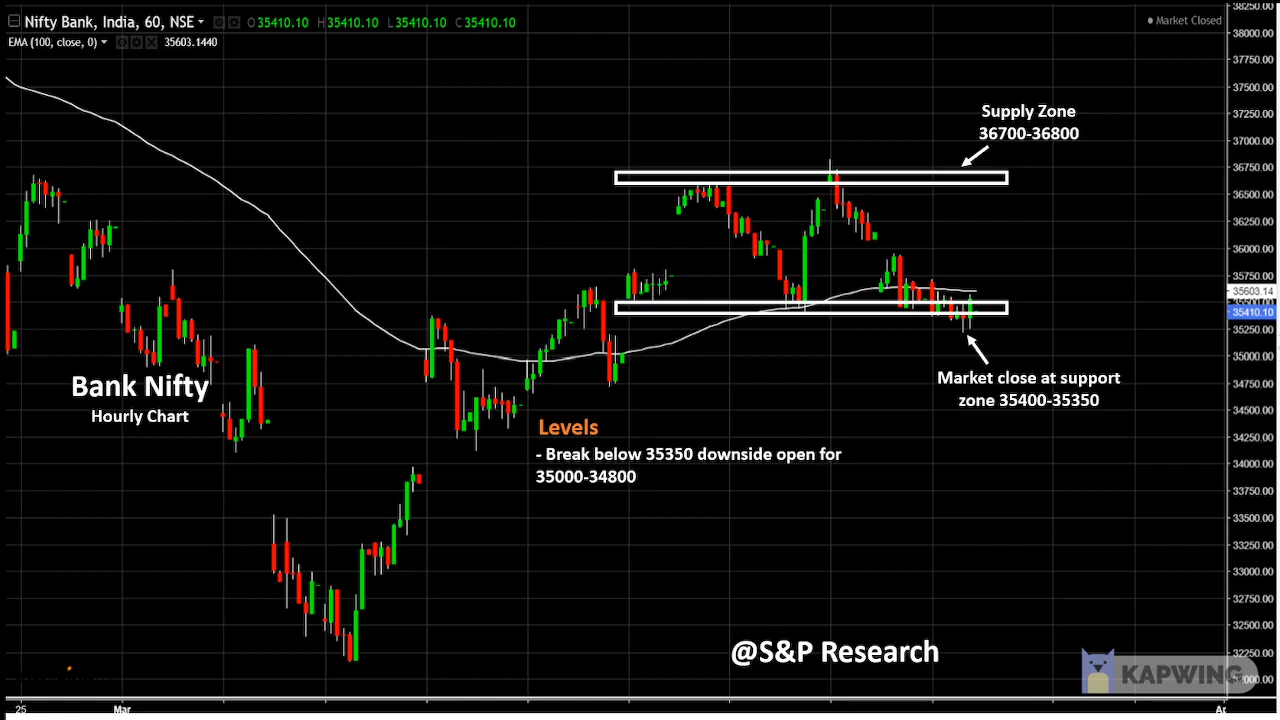 Nifty Bank, India, 60, NSE
O35410.10 H35410.10 L35410.10 C35410.10
EMA (100, close, 0) 35603.1440
Market Closed
38250.00
38000.00
37750.00
37500.00
37250.00
37000.00
36750.00
36500.00
36250.00
36000.00
35750.00
35603.14
35500.00
35410.10
35250.00
35000.00
34750.00
34500.00
34250.00
34000.00
33750.00
33500.00
33250.00
33000.00
32750.00
32500.00
32250.00
32000.00
Supply Zone
36700-36800
Market close at support
zone 35400-35350
Bank Nifty
Hourly Chart
Levels
- Break below 35350 downside open for
35000-34800
@S&P Research
KAPWING
25 Mar